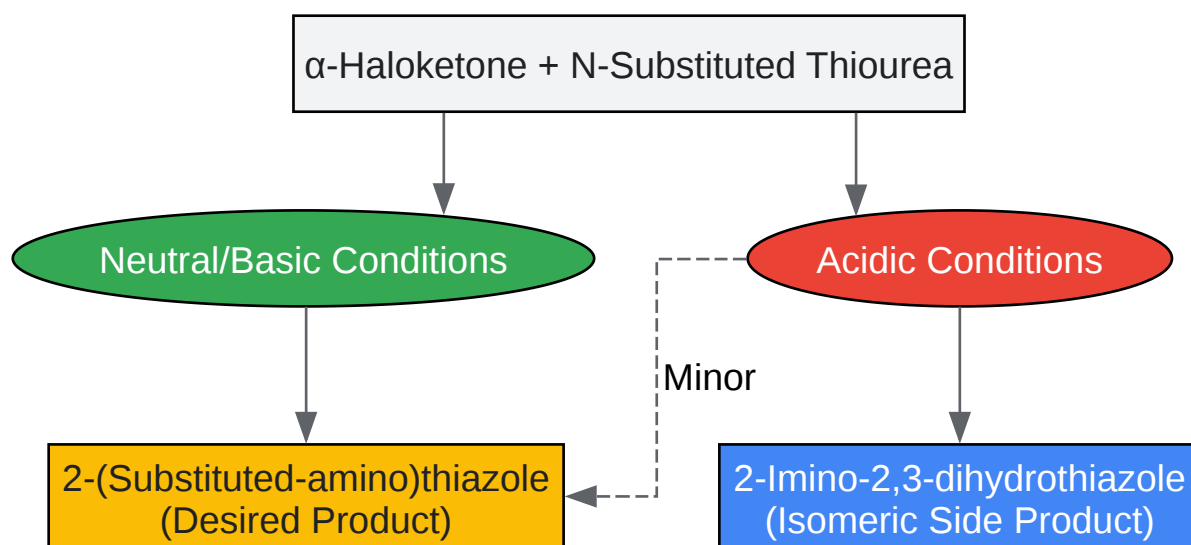 α-Haloketone + N-Substituted Thiourea
Neutral/Basic Conditions
Acidic Conditions
Minor
2-(Substituted-amino)thiazole
(Desired Product)
2-Imino-2,3-dihydrothiazole
(Isomeric Side Product)